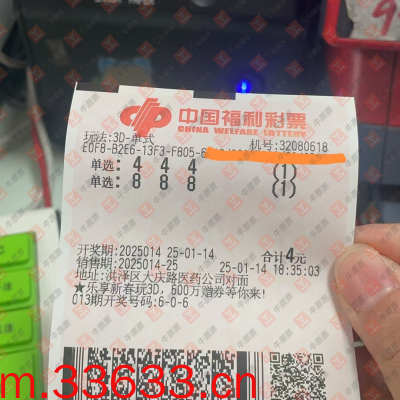 中国福利彩票
CHINA WELFARE LOTTERY
玩法:3D-单式
机号:32080618
E0F8-B2E6-13F3-F805-6
单选: 4 4 4 (1)
单选: 8 8 8 (1)
开奖期:2025014 25-01-14 合计4元
销售期:2025014-25 25-01-14 18:35:03
地址:洪泽区大庆路医药公司对面
★乐享新春玩3D, 600万赠券等你来!
013期开奖号码:6-0-6
m.33633.cn